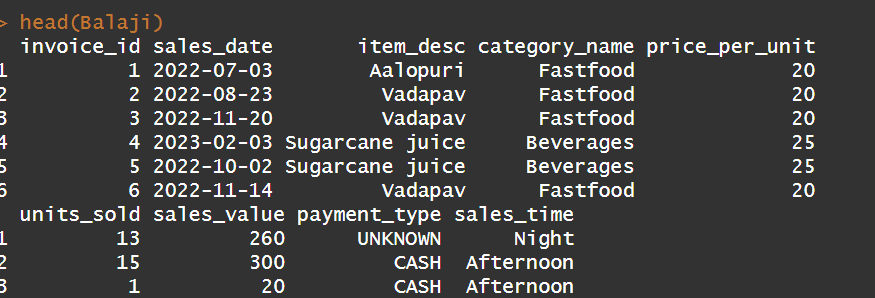 > head(Balaji)
invoice_id sales_date item_desc category_name price_per_unit
1 1 2022-07-03 Aalopuri Fastfood 20
2 2 2022-08-23 Vadapav Fastfood 20
3 3 2022-11-20 Vadapav Fastfood 20
4 4 2023-02-03 Sugarcane juice Beverages 25
5 5 2022-10-02 Sugarcane juice Beverages 25
6 6 2022-11-14 Vadapav Fastfood 20
units_sold sales_value payment_type sales_time
1 13 260 UNKNOWN Night
2 15 300 CASH Afternoon
3 1 20 CASH Afternoon